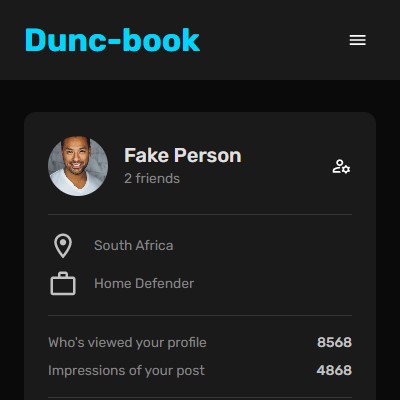 Dunc-book
Fake Person
2 friends
South Africa
Home Defender
Who's viewed your profile 8568
Impressions of your post 4868